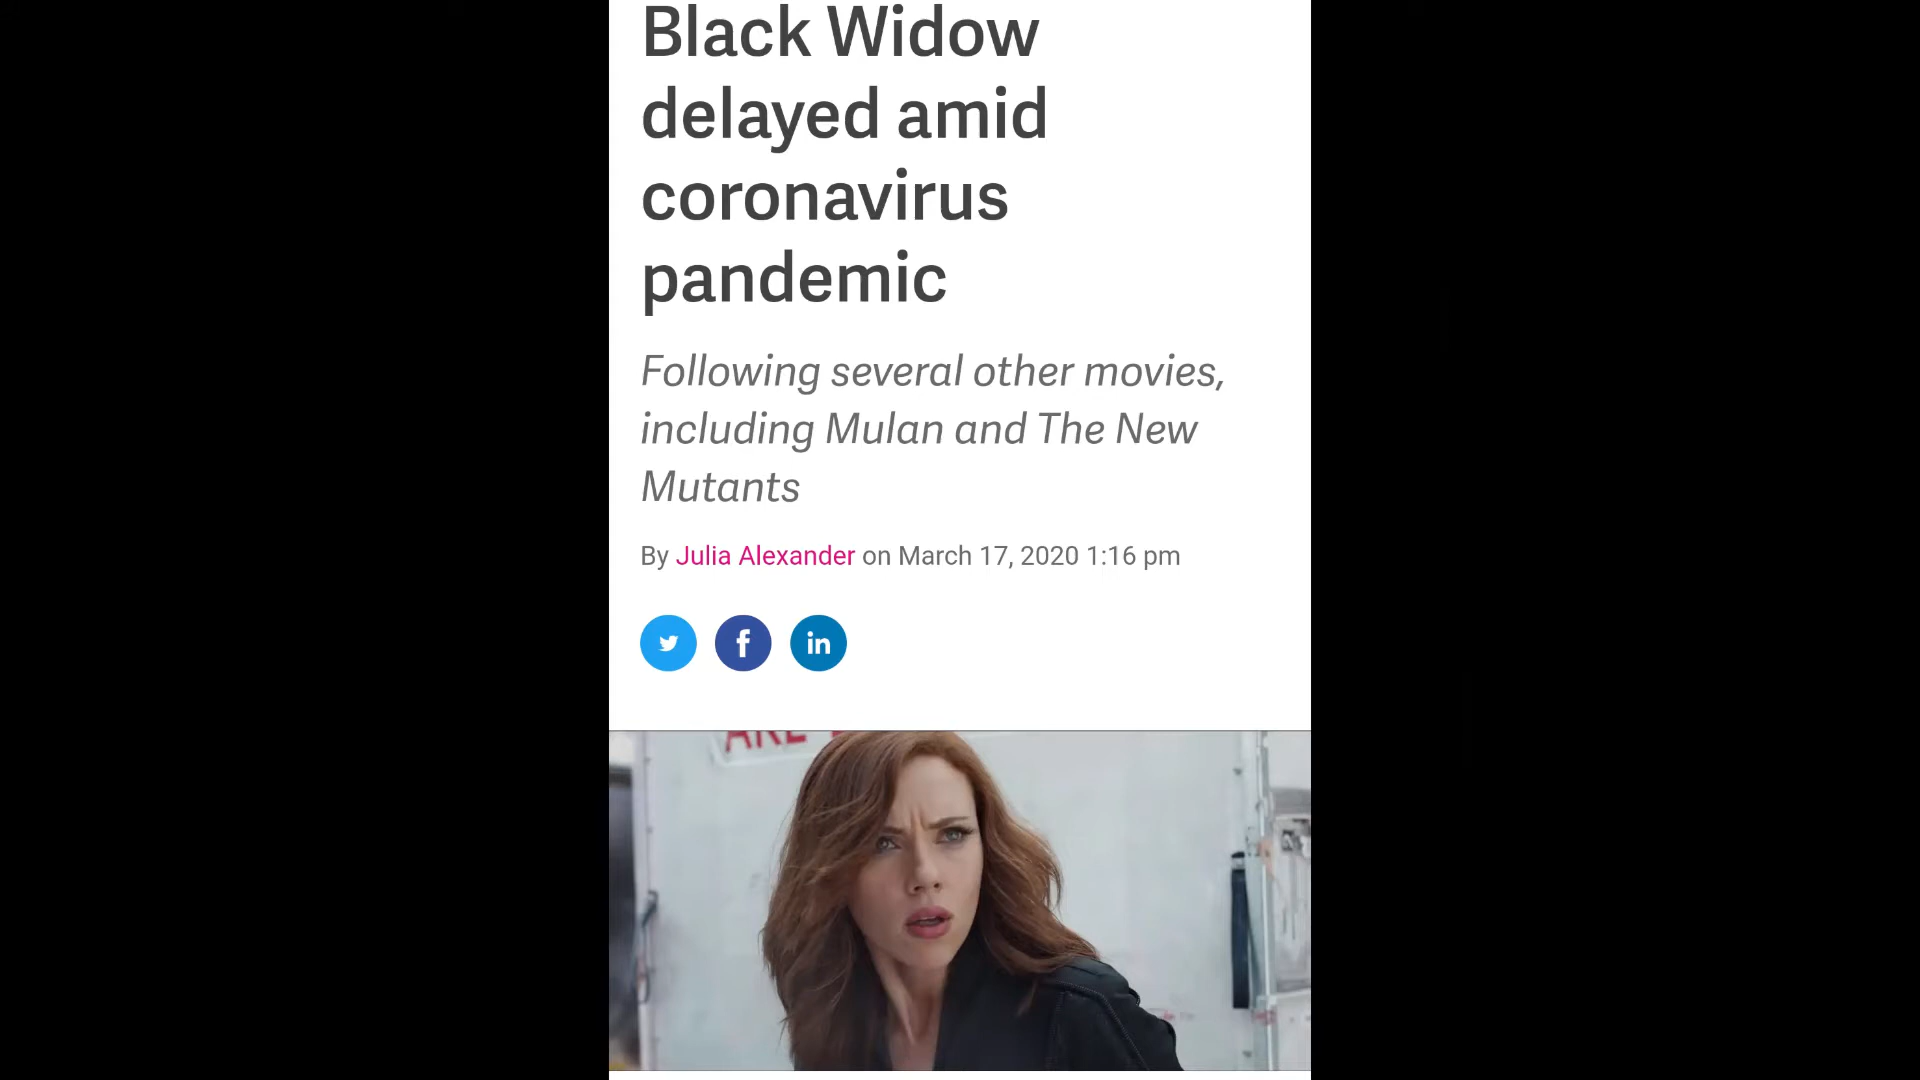 Black Widow
delayed amid
coronavirus
pandemic
Following several other movies,
including Mulan and The New
Mutants
By Julia Alexander on March 17, 2020 1:16 pm
f
in